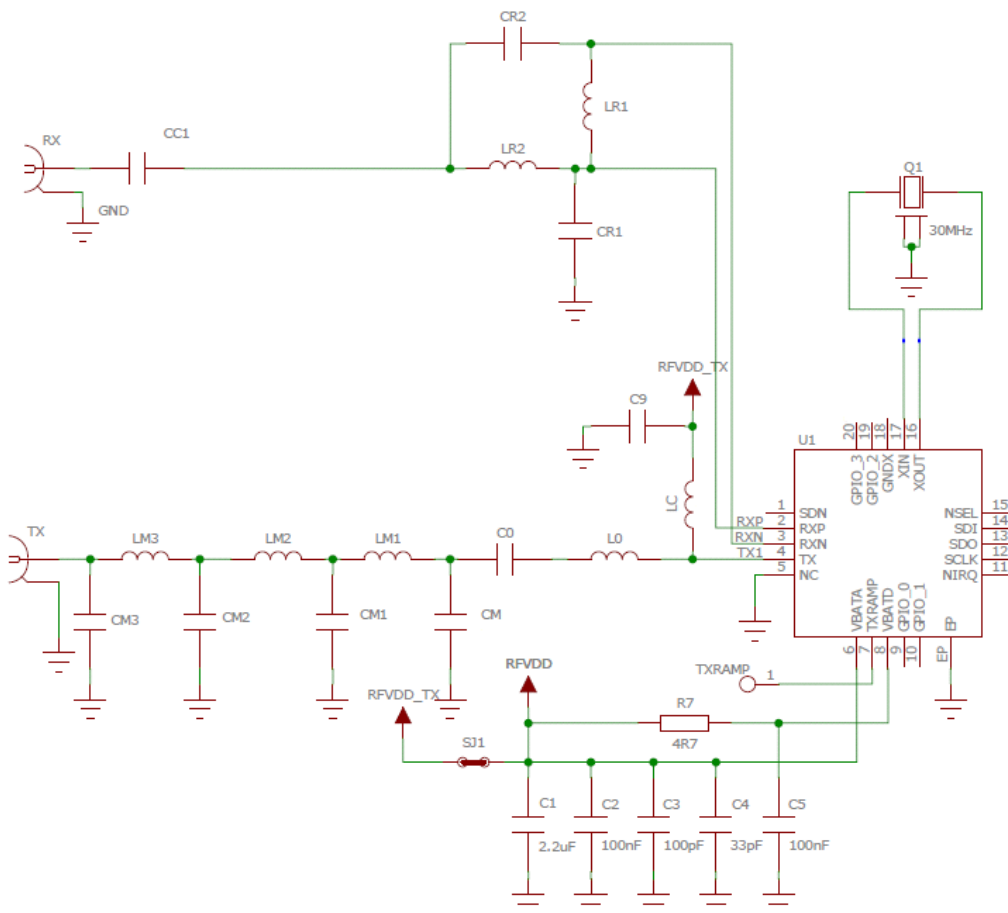 CR2
LR1
RX
CC1
LR2
GND
CR1
Q1
30MHz
RFVDD_TX
C9
LC
U1
20
19
18
17
16
GPIO_3
GPIO_2
GNDX
XIN
XOUT
RXP
RXN
TX1
1
2
3
4
5
SDN
RXP
RXN
TX
NC
NSEL
SDI
SDO
SCLK
NIRQ
15
14
13
12
11
VBATA
TXRAMP
VBATD
GPIO_0
GPIO_1
EP
6
7
8
9
10
EP
TX
LM3
LM2
LM1
C0
L0
CM3
CM2
CM1
CM
RFVDD
TXRAMP
1
RFVDD_TX
R7
4R7
SJ1
C1
2.2uF
C2
100nF
C3
100pF
C4
33pF
C5
100nF